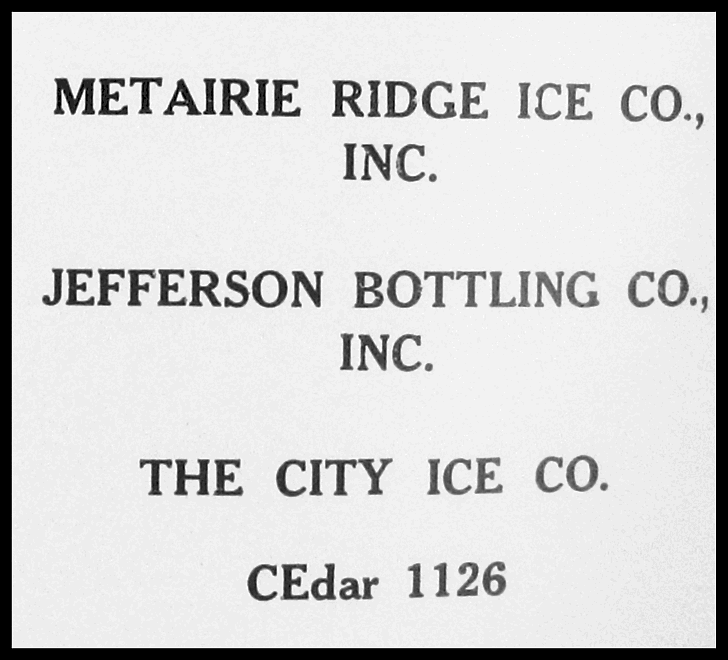 METAIRIE RIDGE ICE CO.,
INC.
JEFFERSON BOTTLING CO.,
INC.
THE CITY ICE CO.
CEdar 1126